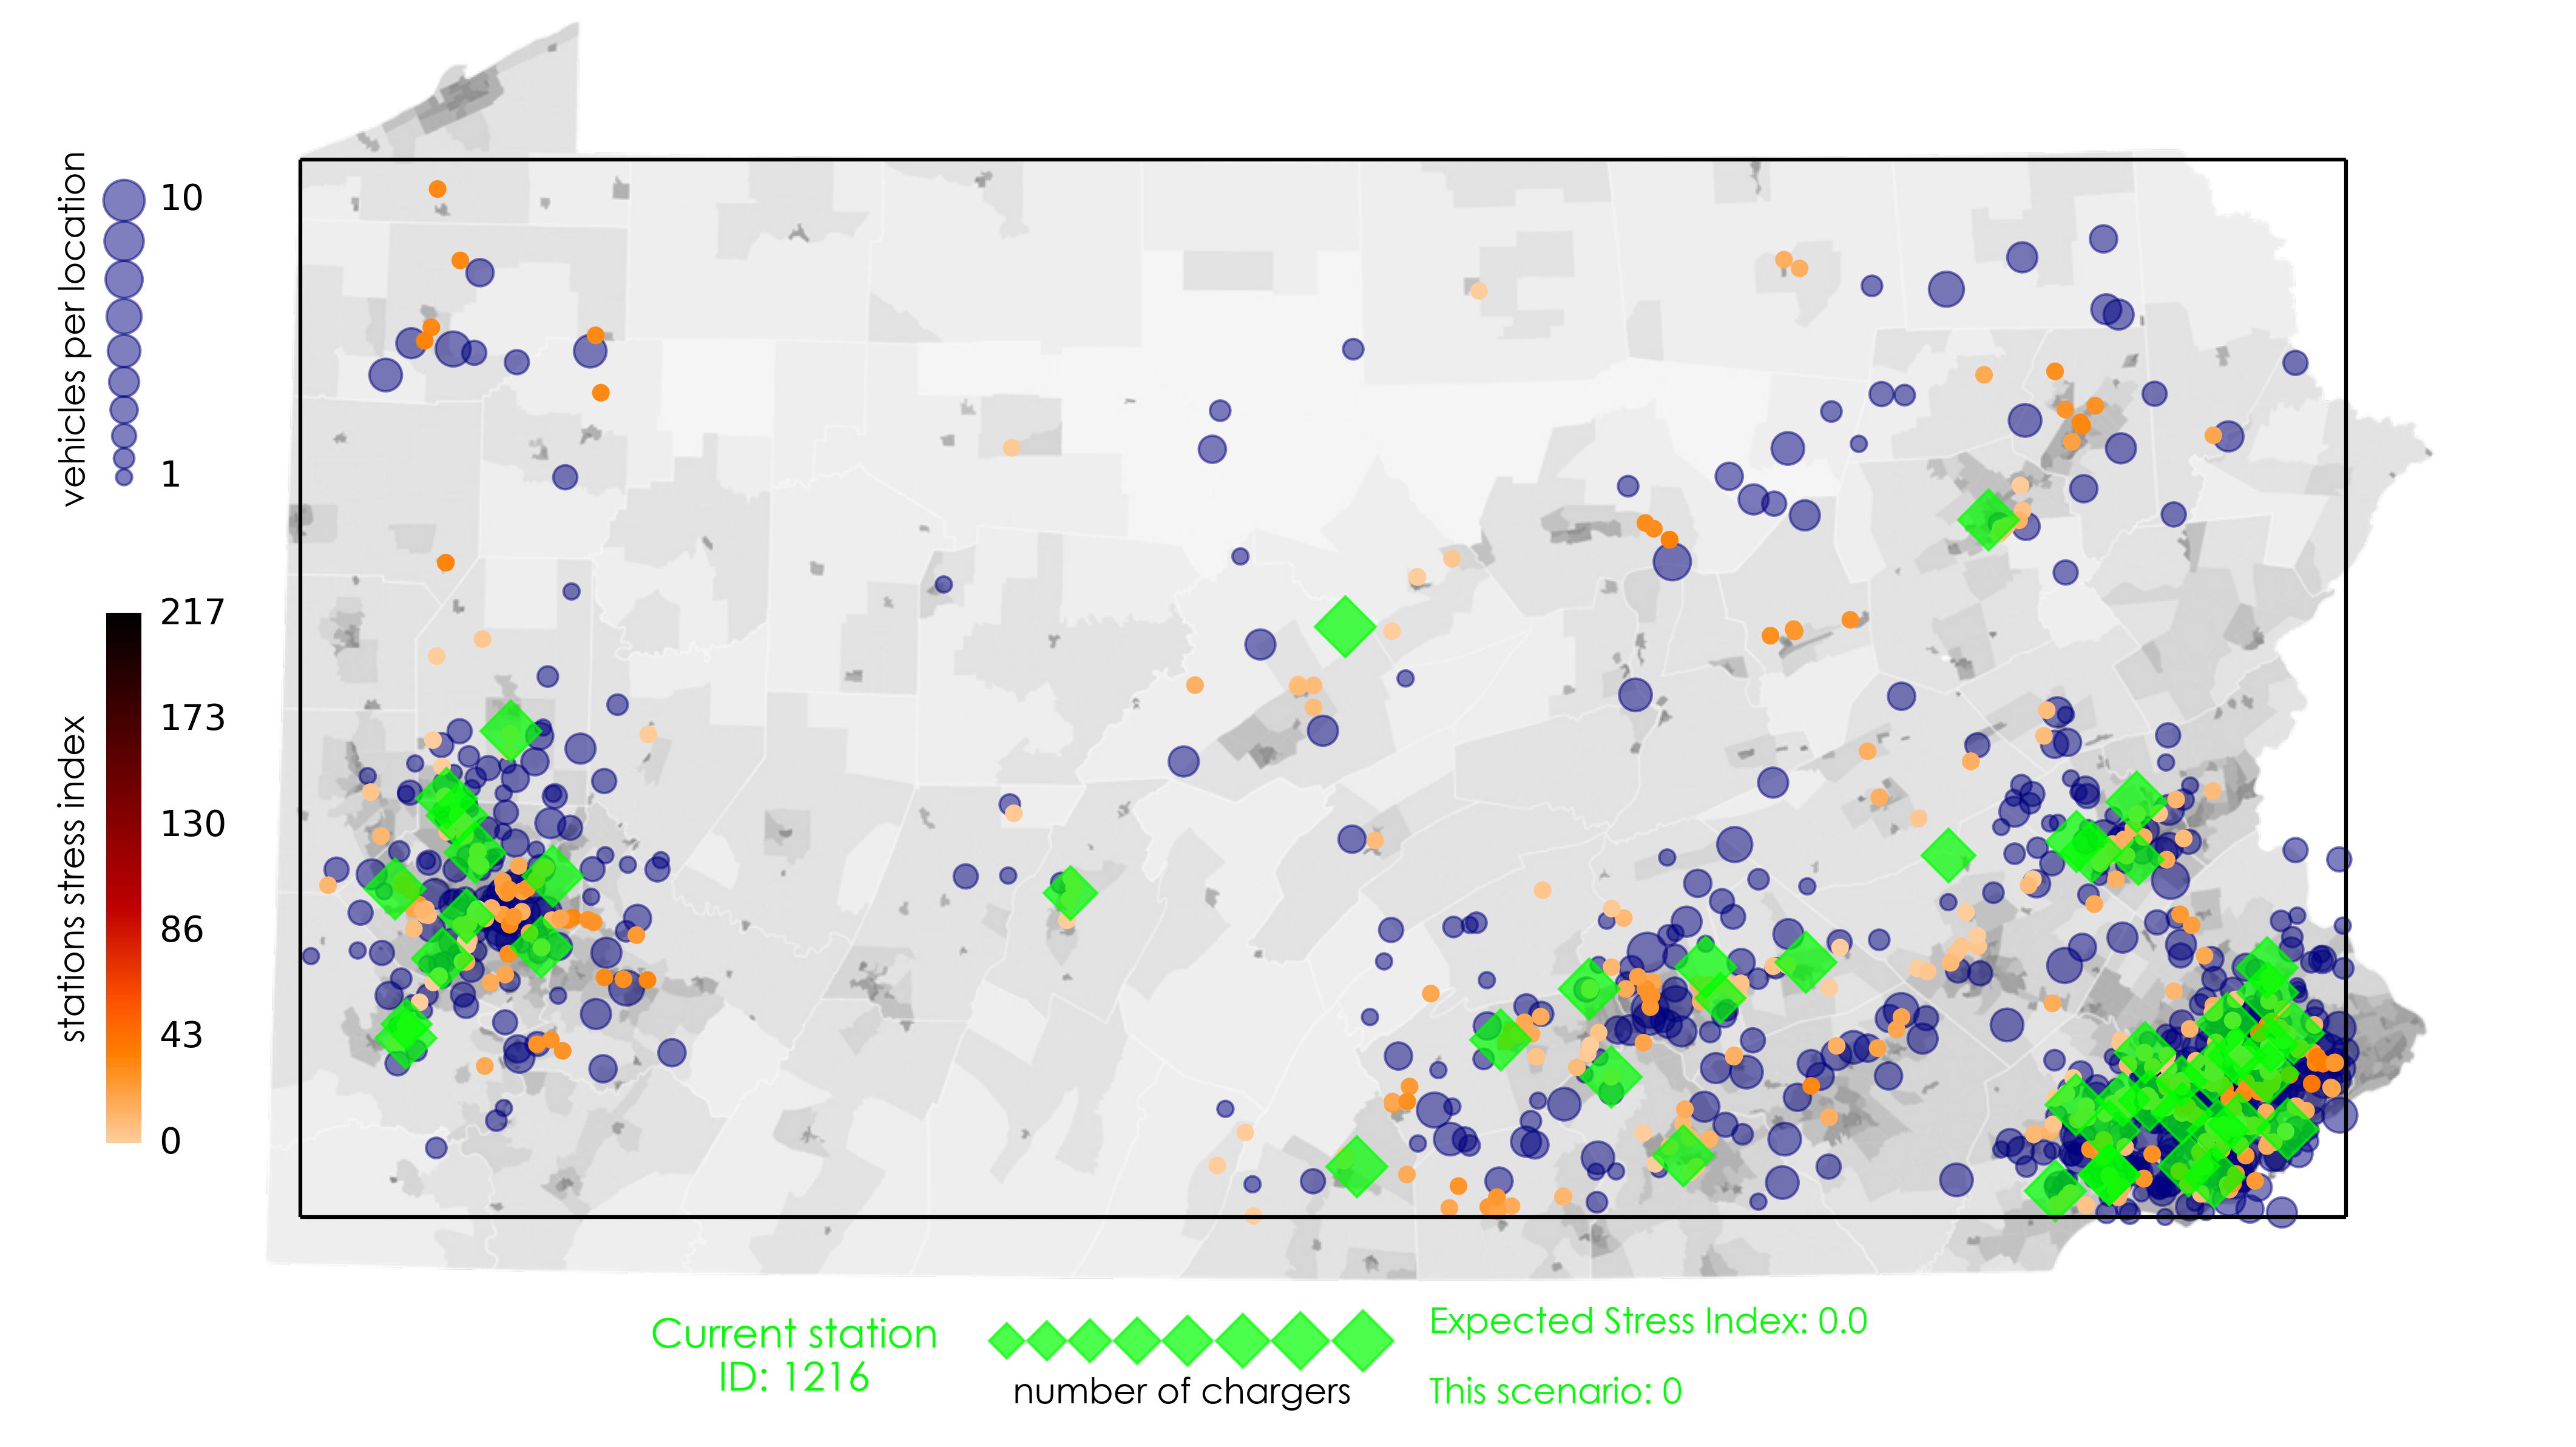 vehicles per location
10
1
stations stress index
217
173
130
86
43
0
Current station
ID: 1216
number of chargers
Expected Stress Index: 0.0
This scenario: 0